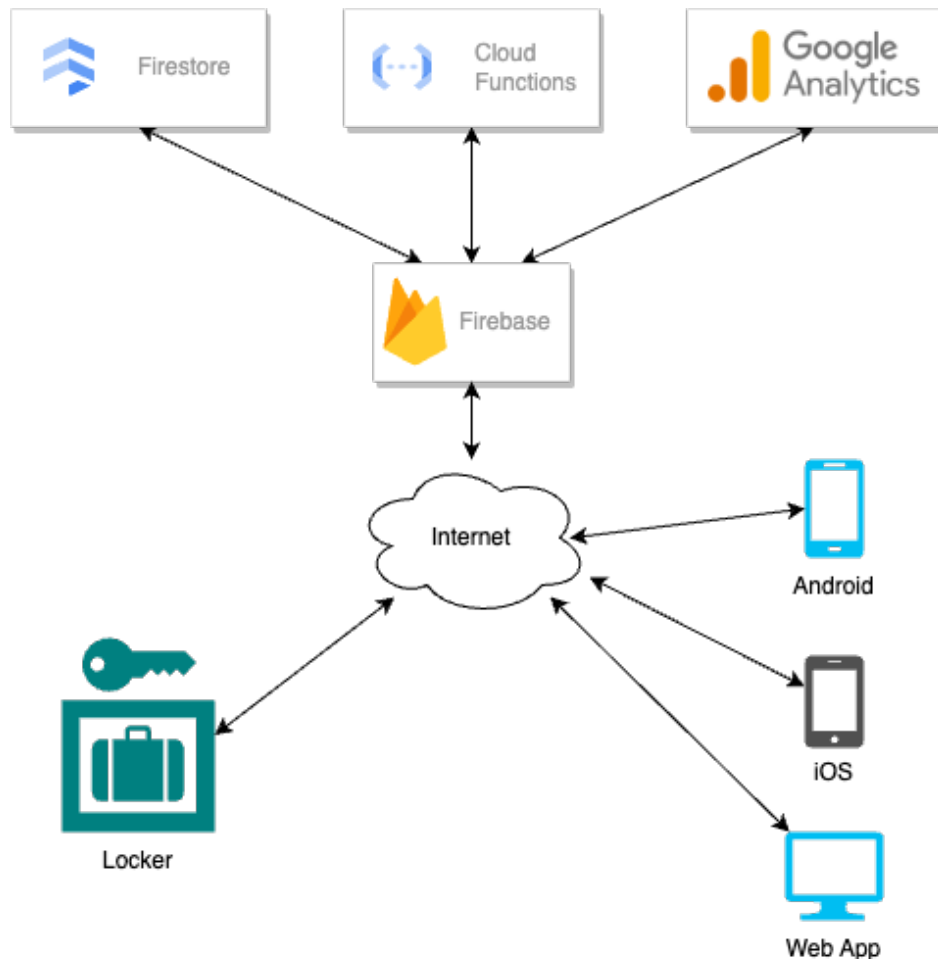 Firestore
Cloud
Functions
Google
Analytics
Firebase
Internet
Android
iOS
Locker
Web App